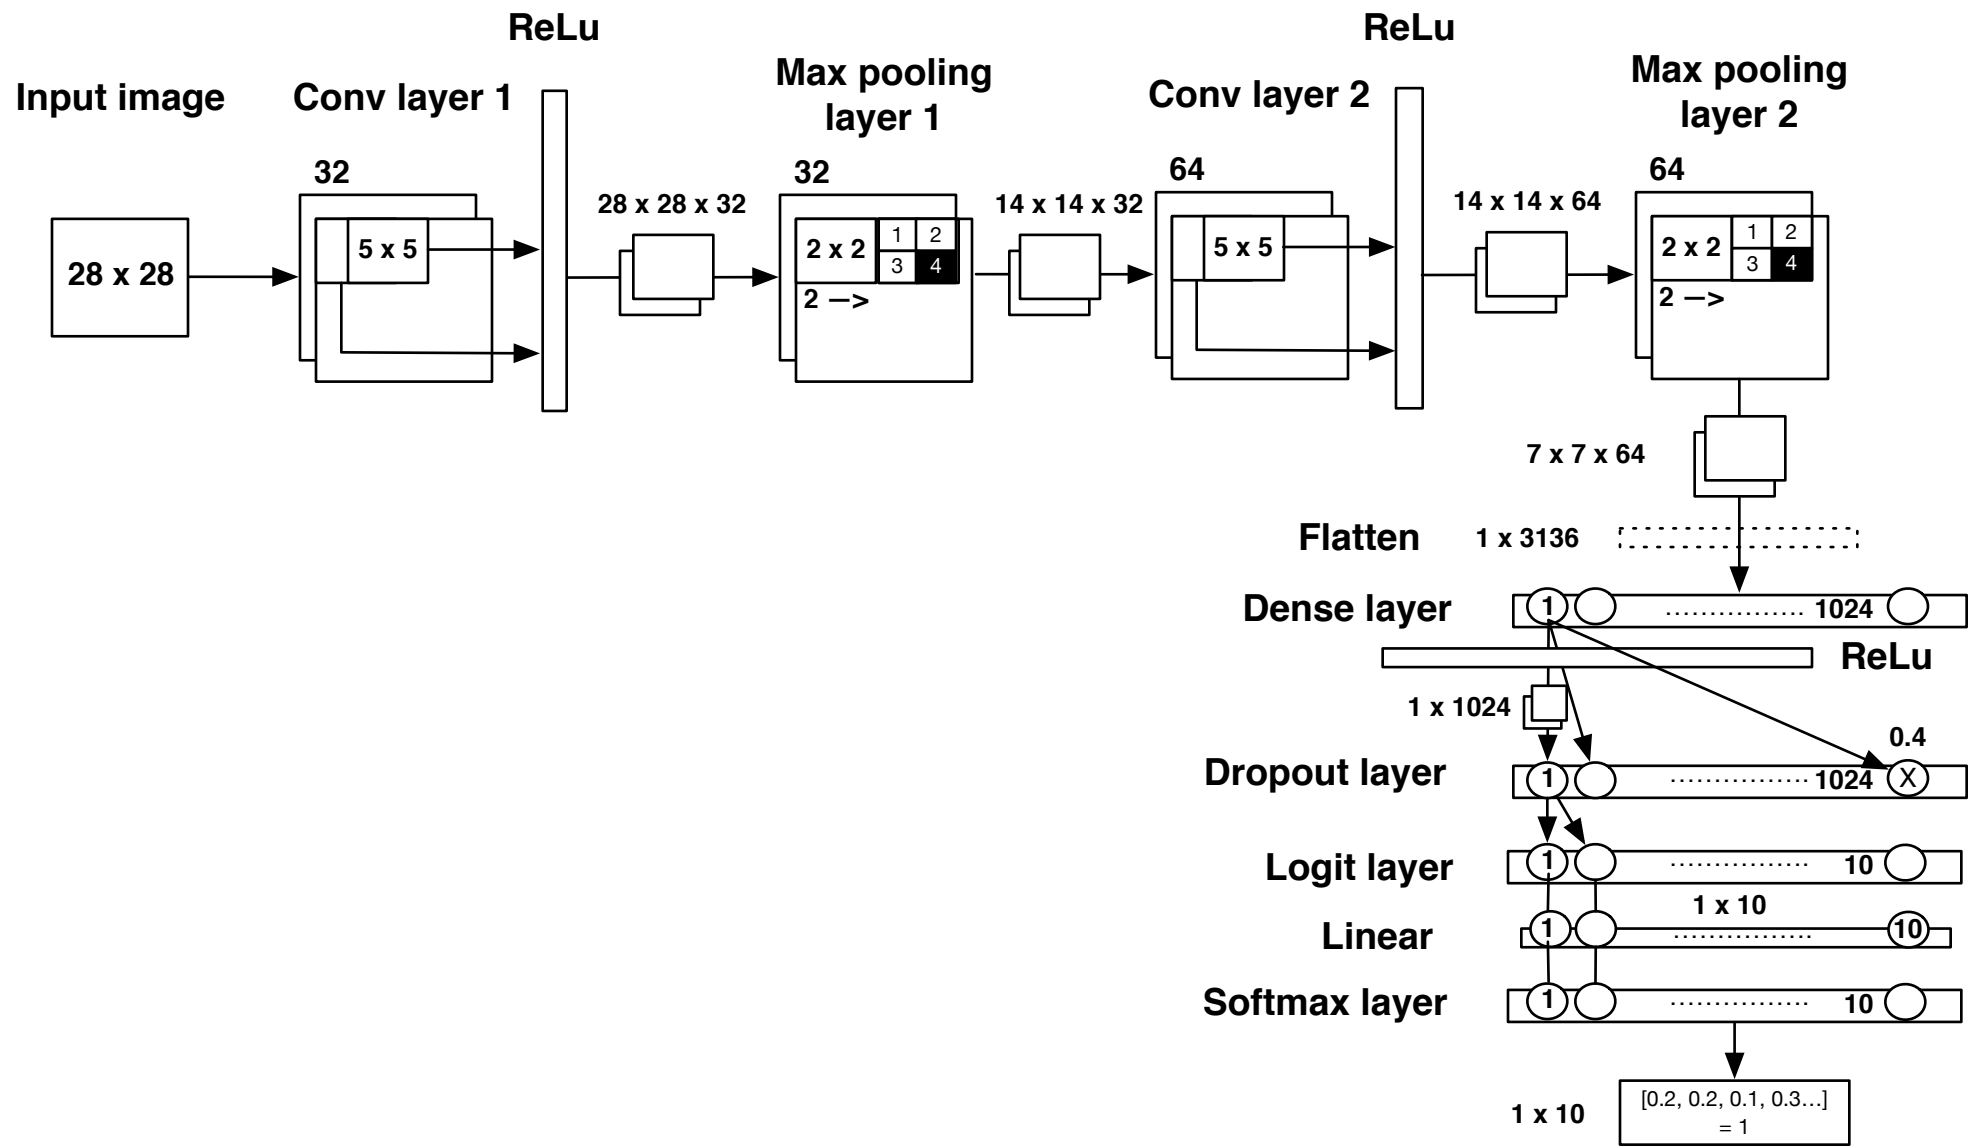 ReLu
ReLu
Input image
Conv layer 1
Max pooling
layer 1
Conv layer 2
Max pooling
layer 2
32
28 x 28 x 32
32
14 x 14 x 32
64
14 x 14 x 64
64
28 x 28
5 x 5
2 x 2
1 2
3 4
2 —>
5 x 5
2 x 2
1 2
3 4
2 —>
7 x 7 x 64
Flatten 1 x 3136
Dense layer 1 ................ 1024
ReLu
1 x 1024
0.4
Dropout layer 1 ................ 1024 X
Logit layer 1 ................ 10
1 x 10
Linear 1 ................ 10
Softmax layer 1 ................ 10
1 x 10
[0.2, 0.2, 0.1, 0.3…]
= 1